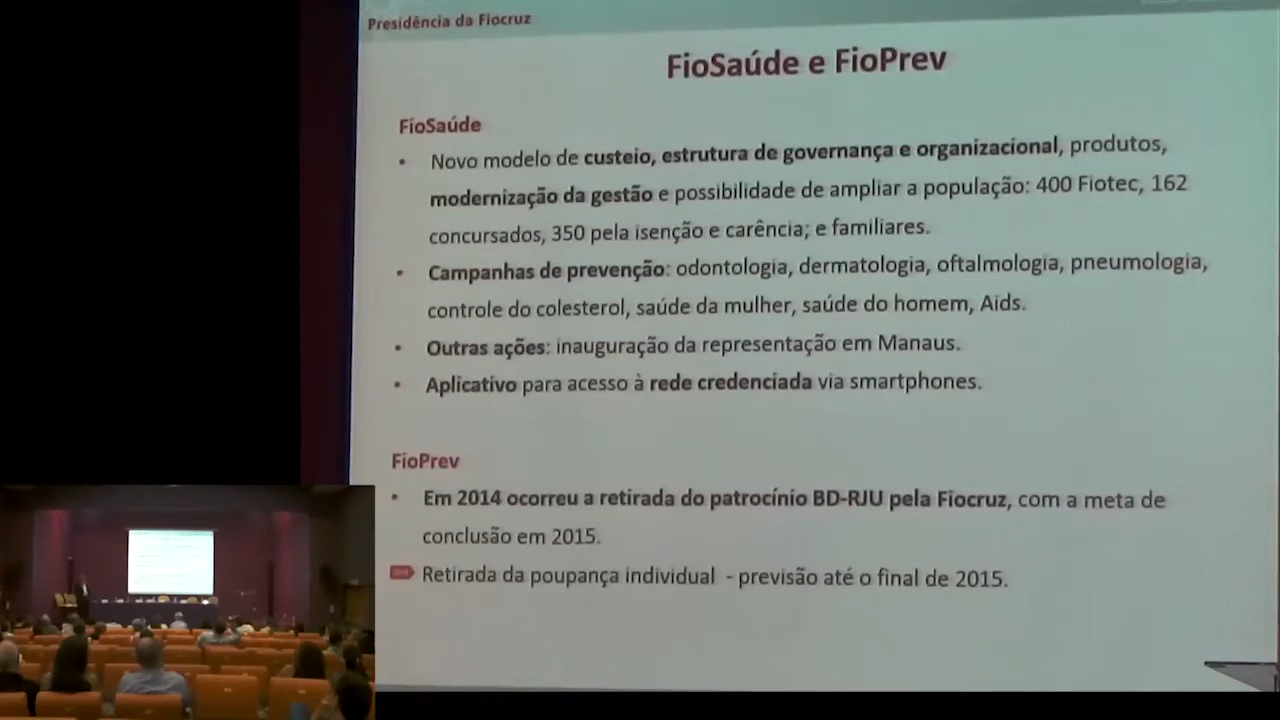 Presidência da Fiocruz
FioSaúde e FioPrev
FioSaúde
• Novo modelo de custeio, estrutura de governança e organizacional, produtos,
modernização da gestão e possibilidade de ampliar a população: 400 Fiotec, 162
concursados, 350 pela isenção e carência; e familiares.
• Campanhas de prevenção: odontologia, dermatologia, oftalmologia, pneumologia,
controle do colesterol, saúde da mulher, saúde do homem, Aids.
• Outras ações: inauguração da representação em Manaus.
• Aplicativo para acesso à rede credenciada via smartphones.
FioPrev
• Em 2014 ocorreu a retirada do patrocínio BD-RJU pela Fiocruz, com a meta de
conclusão em 2015.
Retirada da poupança individual - previsão até o final de 2015.